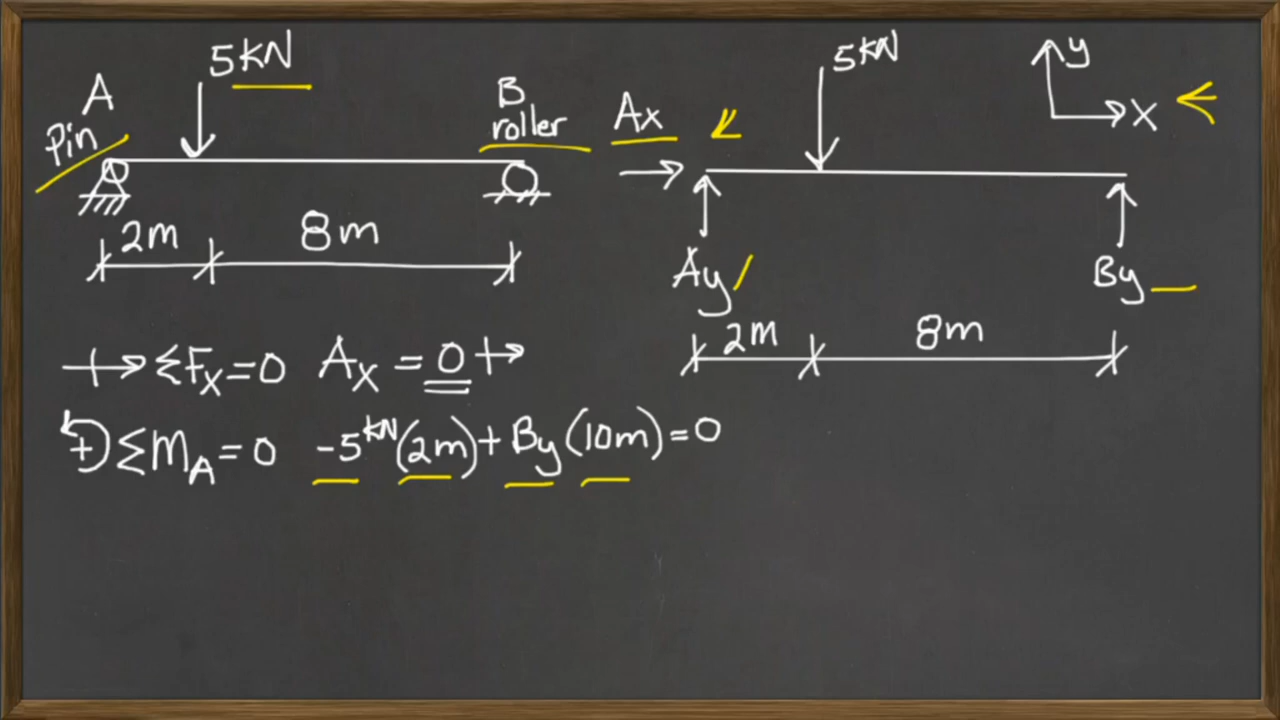 A
Pin
5kN
B
roller
2m 8m
Ax
5kN
y
x
Ay
By
2m 8m
→ΣFx=0 Ax = 0 →
+ ΣMA = 0 -5kN(2m)+By(10m)=0